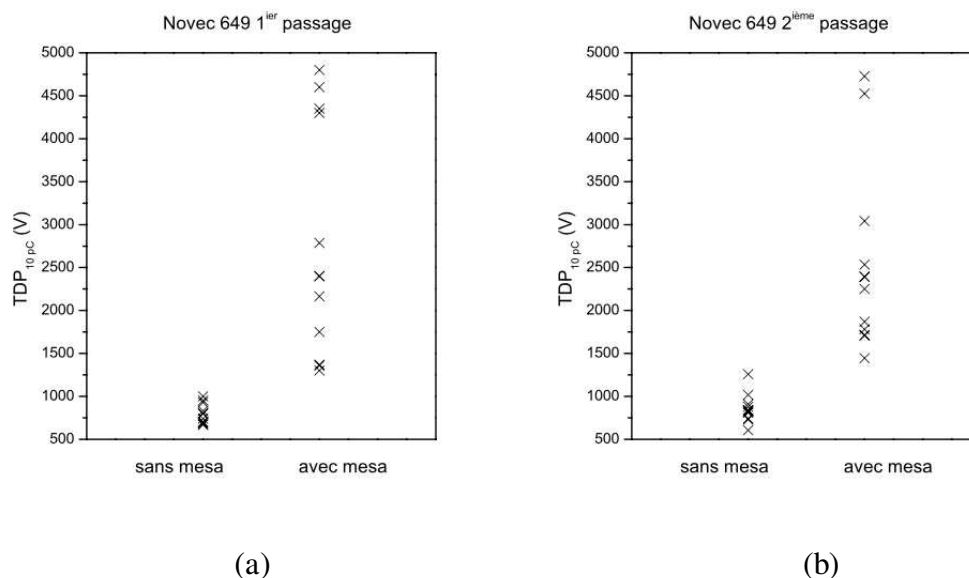 Novec 649 1ier passage
5000
4500
4000
3500
3000
2500
2000
1500
1000
500
TDP10 pC (V)
sans mesa
avec mesa
(a)
Novec 649 2ième passage
5000
4500
4000
3500
3000
2500
2000
1500
1000
500
TDP10 pC (V)
sans mesa
avec mesa
(b)